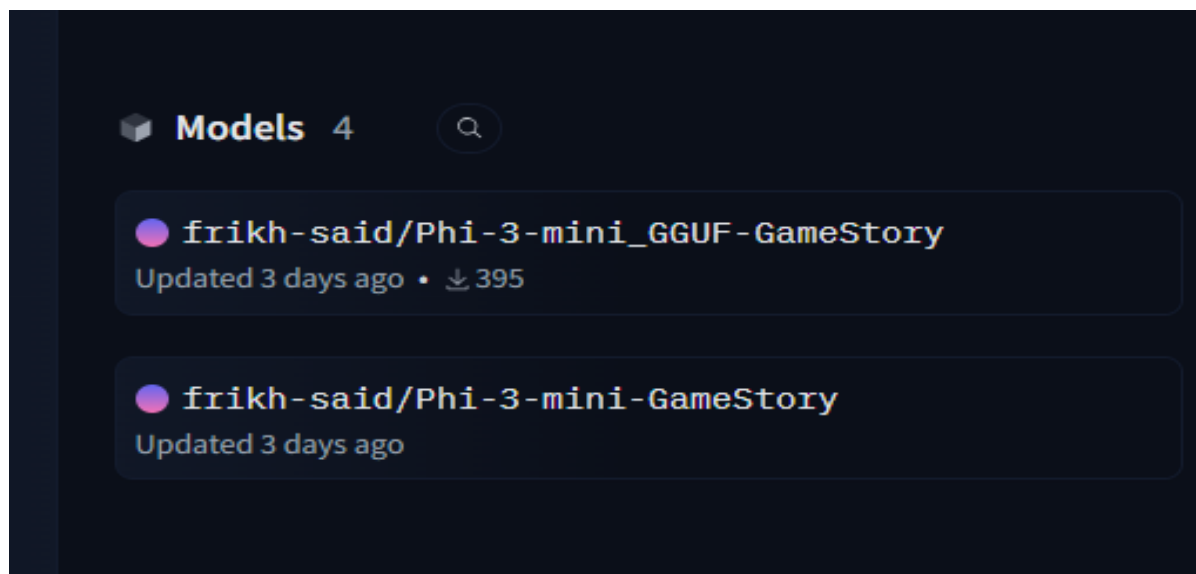 Models 4
frikh-said/Phi-3-mini_GGUF-GameStory
Updated 3 days ago • 395
frikh-said/Phi-3-mini-GameStory
Updated 3 days ago